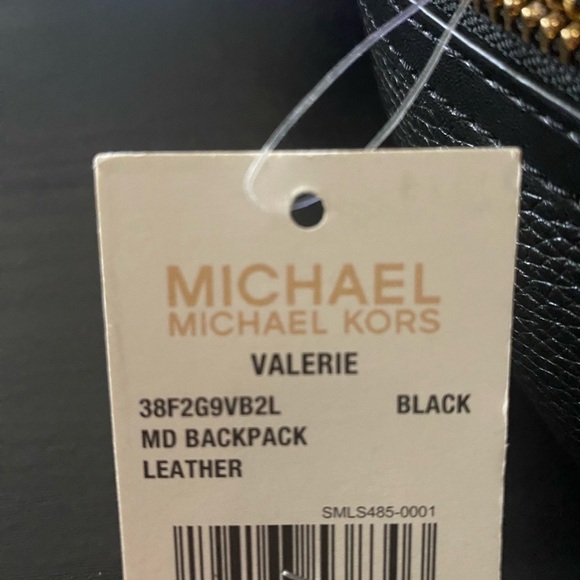 MICHAEL
MICHAEL KORS
VALERIE
38F2G9VB2L BLACK
MD BACKPACK
LEATHER
SMLS485-0001